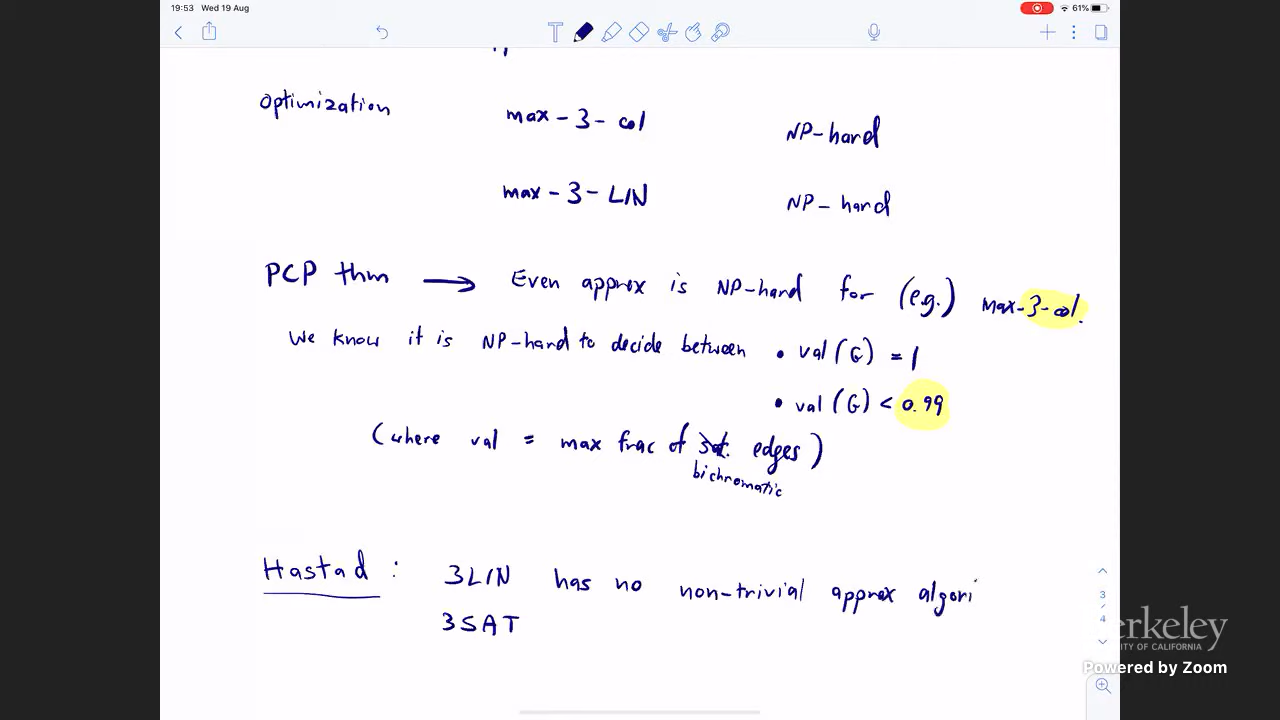 19:53 Wed 19 Aug
61%
Optimization
max-3-col NP-hard
max-3-LIN NP-hard
PCP thm → Even approx is NP-hard for (e.g.) max-3-col.
We know it is NP-hard to decide between • val(G) = 1
• val(G) < 0.99
(where val = max frac of sat. edges)
bichromatic
Hastad: 3LIN has no non-trivial approx algori
3SAT
3
/
4
Berkeley
UNIVERSITY OF CALIFORNIA
Powered by Zoom